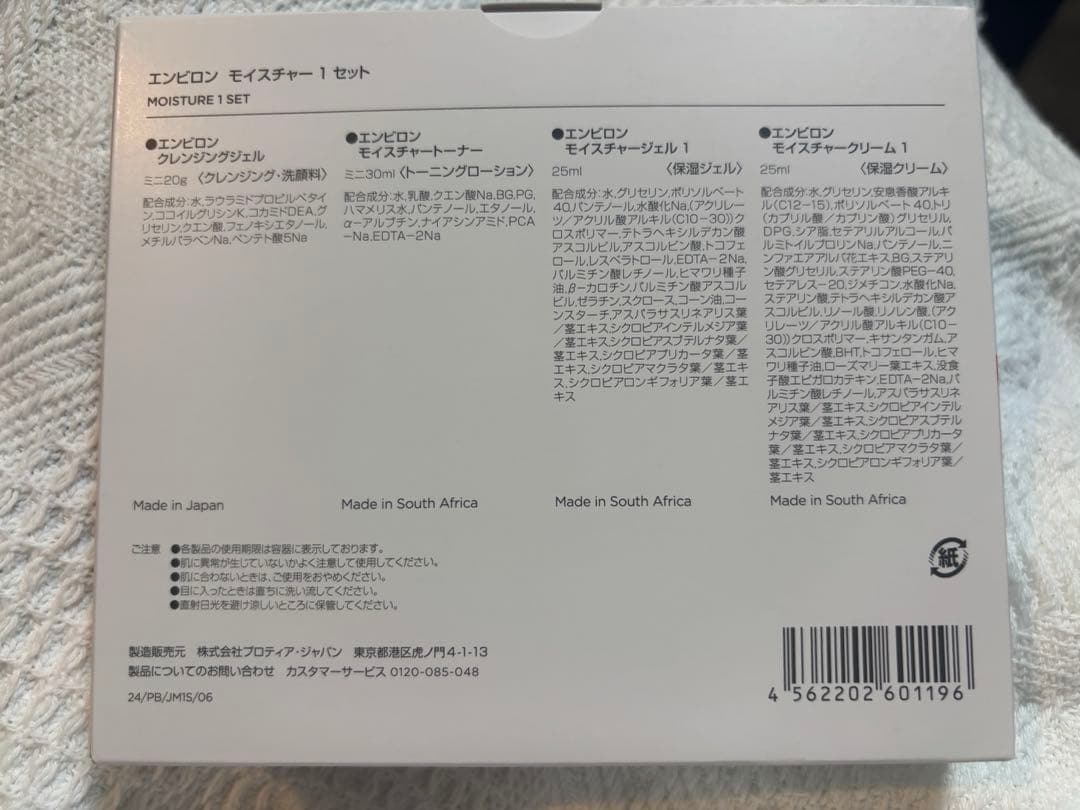 エンビロン モイスチャー 1 セット
MOISTURE 1 SET
●エンビロン
クレンジングジェル
ミニ20g 〈クレンジング・洗顔料〉
配合成分:水,ラウラミドプロピルベタイ
ン,ココイルグリシンK,コカミドDEA,グ
リセリン,クエン酸,フェノキシエタノール,
メチルパラベンNa,ペンテト酸5Na
Made in Japan
●エンビロン
モイスチャートーナー
ミニ30ml 〈トーニングローション〉
配合成分:水,乳酸,クエン酸Na,BG,PG,
ハマメリス水,パンテノール,エタノール,
α-アルブチン,ナイアシンアミド,PCA
-Na,EDTA-2Na
Made in South Africa
●エンビロン
モイスチャージェル 1
25ml 〈保湿ジェル〉
配合成分:水,グリセリン,ポリソルベート
40,パンテノール,水酸化Na,(アクリレー
ツ/アクリル酸アルキル(C10-30))ク
ロスポリマー,テトラヘキシルデカン酸
アスコルビル,アスコルビン酸,トコフェ
ロール,レスベラトロール,EDTA-2Na,
パルミチン酸レチノール,ヒマワリ種子
油,β-カロチン,パルミチン酸アスコル
ビル,ゼラチン,スクロース,コーン油,コー
ンスターチ,アスパラサスリネアリス葉
/茎エキス,シクロピアインテルメジア葉
/茎エキス,シクロピアスブテルナタ葉/
茎エキス,シクロピアプリカータ葉/茎
エキス,シクロピアマクラタ葉/茎エキ
ス,シクロピアロンギフォリア葉/茎エ
キス
Made in South Africa
●エンビロン
モイスチャークリーム 1
25ml 〈保湿クリーム〉
配合成分:水,グリセリン,安息香酸アルキ
ル(C12-15),ポリソルベート40,トリ
(カプリル酸/カプリン酸)グリセリル,
DPG,シア脂,セテアリルアルコール,パ
ルミトイルプロリンNa,パンテノール,ニ
ンファエアアルバ花エキス,BG,ステアリ
ン酸グリセリル,ステアリン酸PEG-40,
セテアレス-20,ジメチコン,水酸化Na,
ステアリン酸,テトラヘキシルデカン酸ア
スコルビル,リノール酸,リノレン酸,(アク
リレーツ/アクリル酸アルキル(C10-
30))クロスポリマー,キサンタンガム,ア
スコルビン酸,BHT,トコフェロール,ヒマ
ワリ種子油,ローズマリー葉エキス,没食
子酸エピガロカテキン,EDTA-2Na,パ
ルミチン酸レチノール,アスパラサスリネ
アリス葉/茎エキス,シクロピアインテル
メジア葉/茎エキス,シクロピアスブテル
ナタ葉/茎エキス,シクロピアプリカータ
葉/茎エキス,シクロピアマクラタ葉/
茎エキス,シクロピアロンギフォリア葉/
茎エキス
Made in South Africa
ご注意 ●各製品の使用期限は容器に表示しております。
●肌に異常が生じていないかよく注意して使用してください。
●肌に合わないときは、ご使用をおやめください。
●目に入ったときは直ちに洗い流してください。
●直射日光を避け涼しいところに保管してください。
紙
製造販売元 株式会社プロティア・ジャパン 東京都港区虎ノ門4-1-13
製品についてのお問い合わせ カスタマーサービス 0120-085-048
24/PB/JM1S/06
4 562202 601196